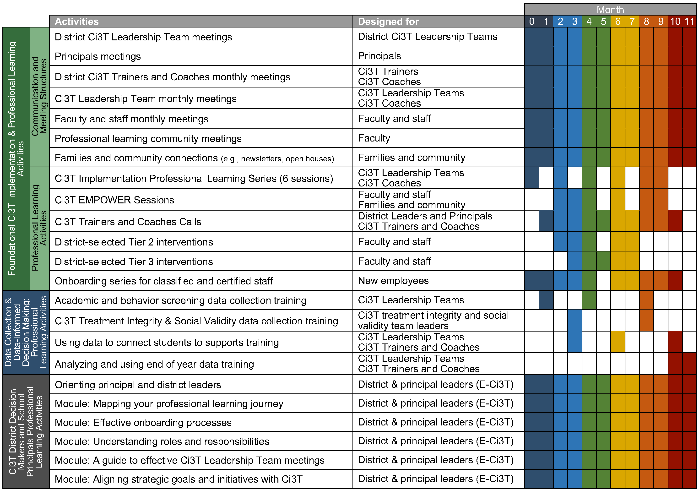 Month
Activities Designed for 0 1 2 3 4 5 6 7 8 9 10 11
Foundational Ci3T Implementation & Professional Learning
Activities
Communication and
Meeting Structures
District Ci3T Leadership Team meetings District Ci3T Leadership Teams
Principals meetings Principals
District Ci3T Trainers and Coaches monthly meetings Ci3T Trainers
Ci3T Coaches
Ci3T Leadership Team monthly meetings Ci3T Leadership Teams
Ci3T Coaches
Faculty and staff monthly meetings Faculty and staff
Professional learning community meetings Faculty
Families and community connections (e.g., newsletters, open houses) Families and community
Professional Learning
Activities
Ci3T Implementation Professional Learning Series (6 sessions) Ci3T Leadership Teams
Ci3T Coaches
Ci3T EMPOWER Sessions Faculty and staff
Families and community
Ci3T Trainers and Coaches Calls District Leaders and Principals
Ci3T Trainers and Coaches
District-selected Tier 2 interventions Faculty and staff
District-selected Tier 3 interventions Faculty and staff
Onboarding series for classified and certified staff New employees
Data Collection &
Data-Informed
Decision Making:
Professional
Learning Activities
Academic and behavior screening data collection training Ci3T Leadership Teams
Ci3T Treatment Integrity & Social Validity data collection training Ci3T treatment integrity and social
validity team leaders
Using data to connect students to supports training Ci3T Leadership Teams
Ci3T Trainers and Coaches
Analyzing and using end of year data training Ci3T Leadership Teams
Ci3T Trainers and Coaches
Ci3T District Decision
Makers and School
Principals Professional
Learning Activities
Orienting principal and district leaders District & principal leaders (E-Ci3T)
Module: Mapping your professional learning journey District & principal leaders (E-Ci3T)
Module: Effective onboarding processes District & principal leaders (E-Ci3T)
Module: Understanding roles and responsibilities District & principal leaders (E-Ci3T)
Module: A guide to effective Ci3T Leadership Team meetings District & principal leaders (E-Ci3T)
Module: Aligning strategic goals and initiatives with Ci3T District & principal leaders (E-Ci3T)